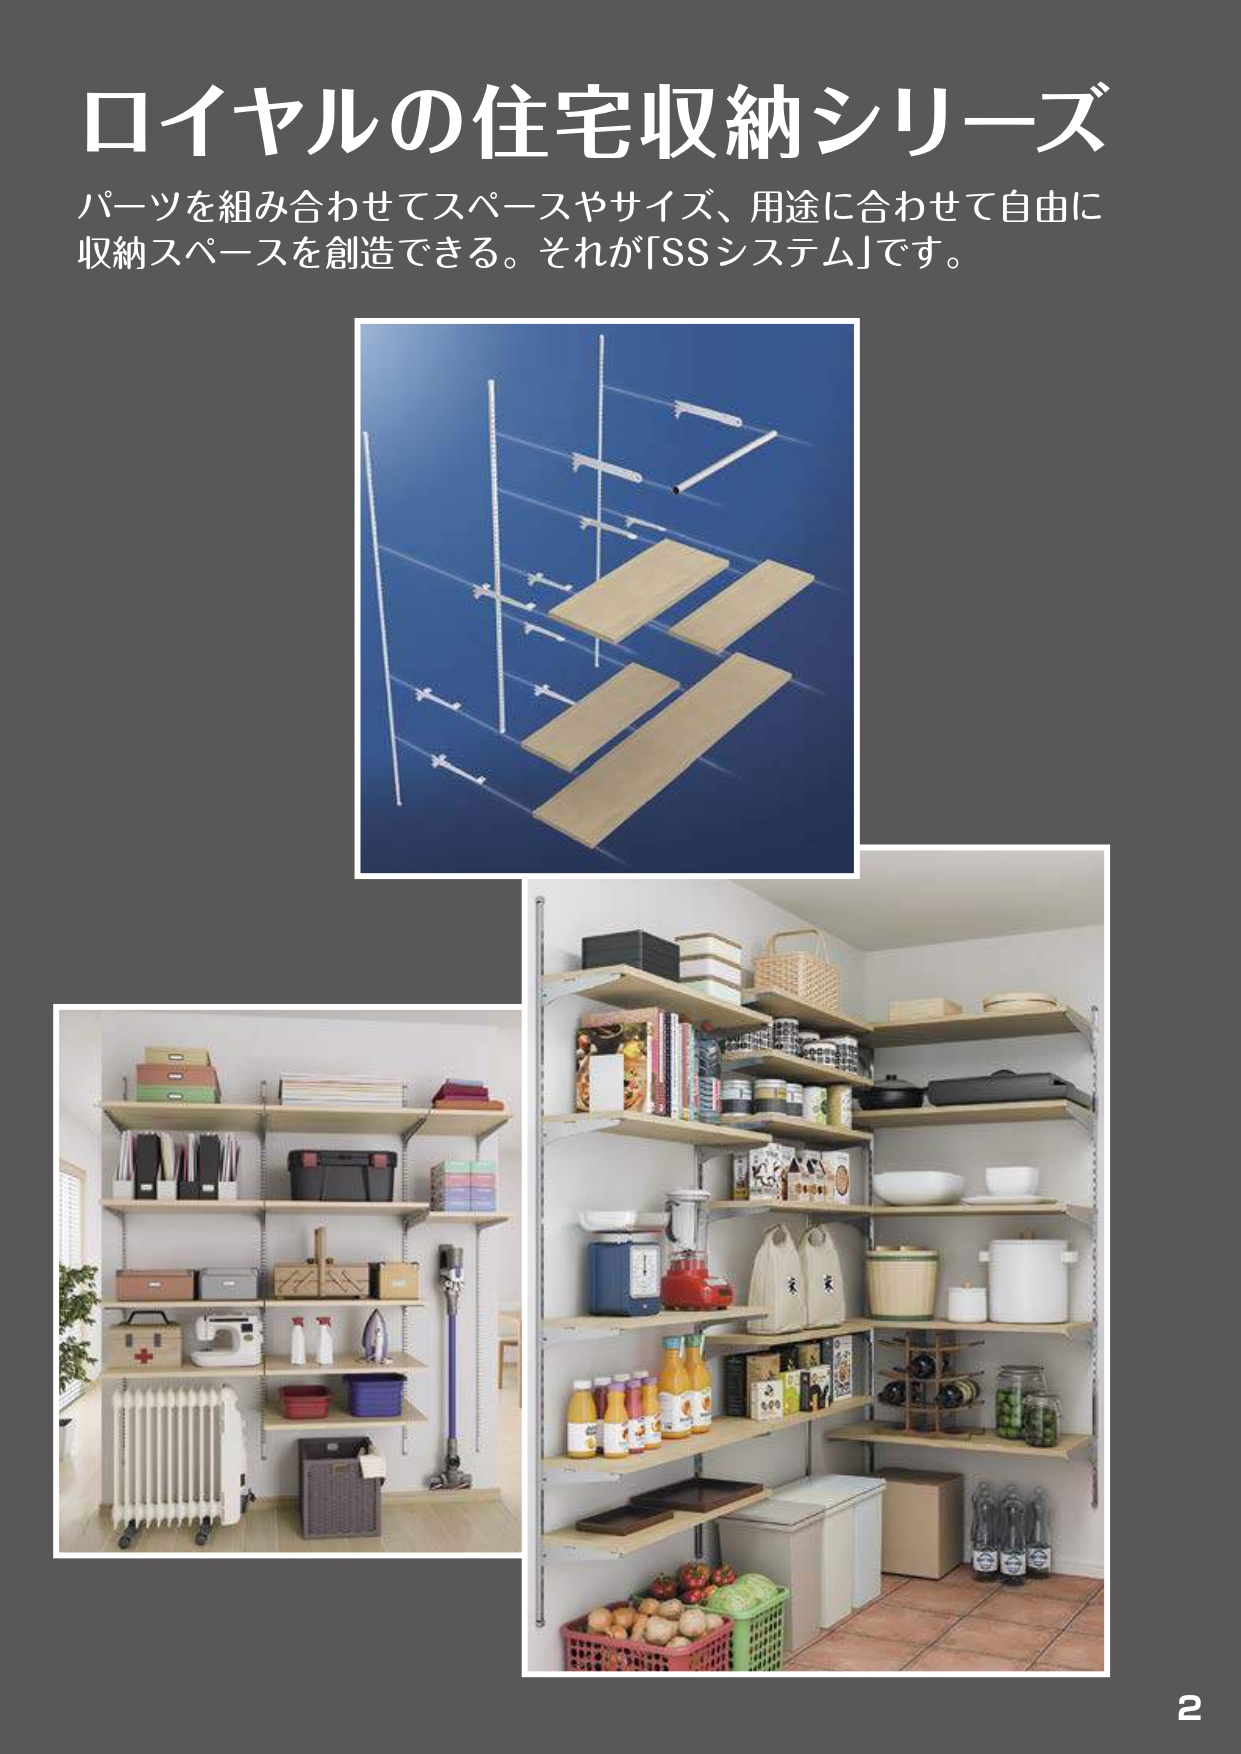 ロイヤルの住宅収納シリーズ
パーツを組み合わせてスペースやサイズ、用途に合わせて自由に
収納スペースを創造できる。それが「SSシステム」です。
2